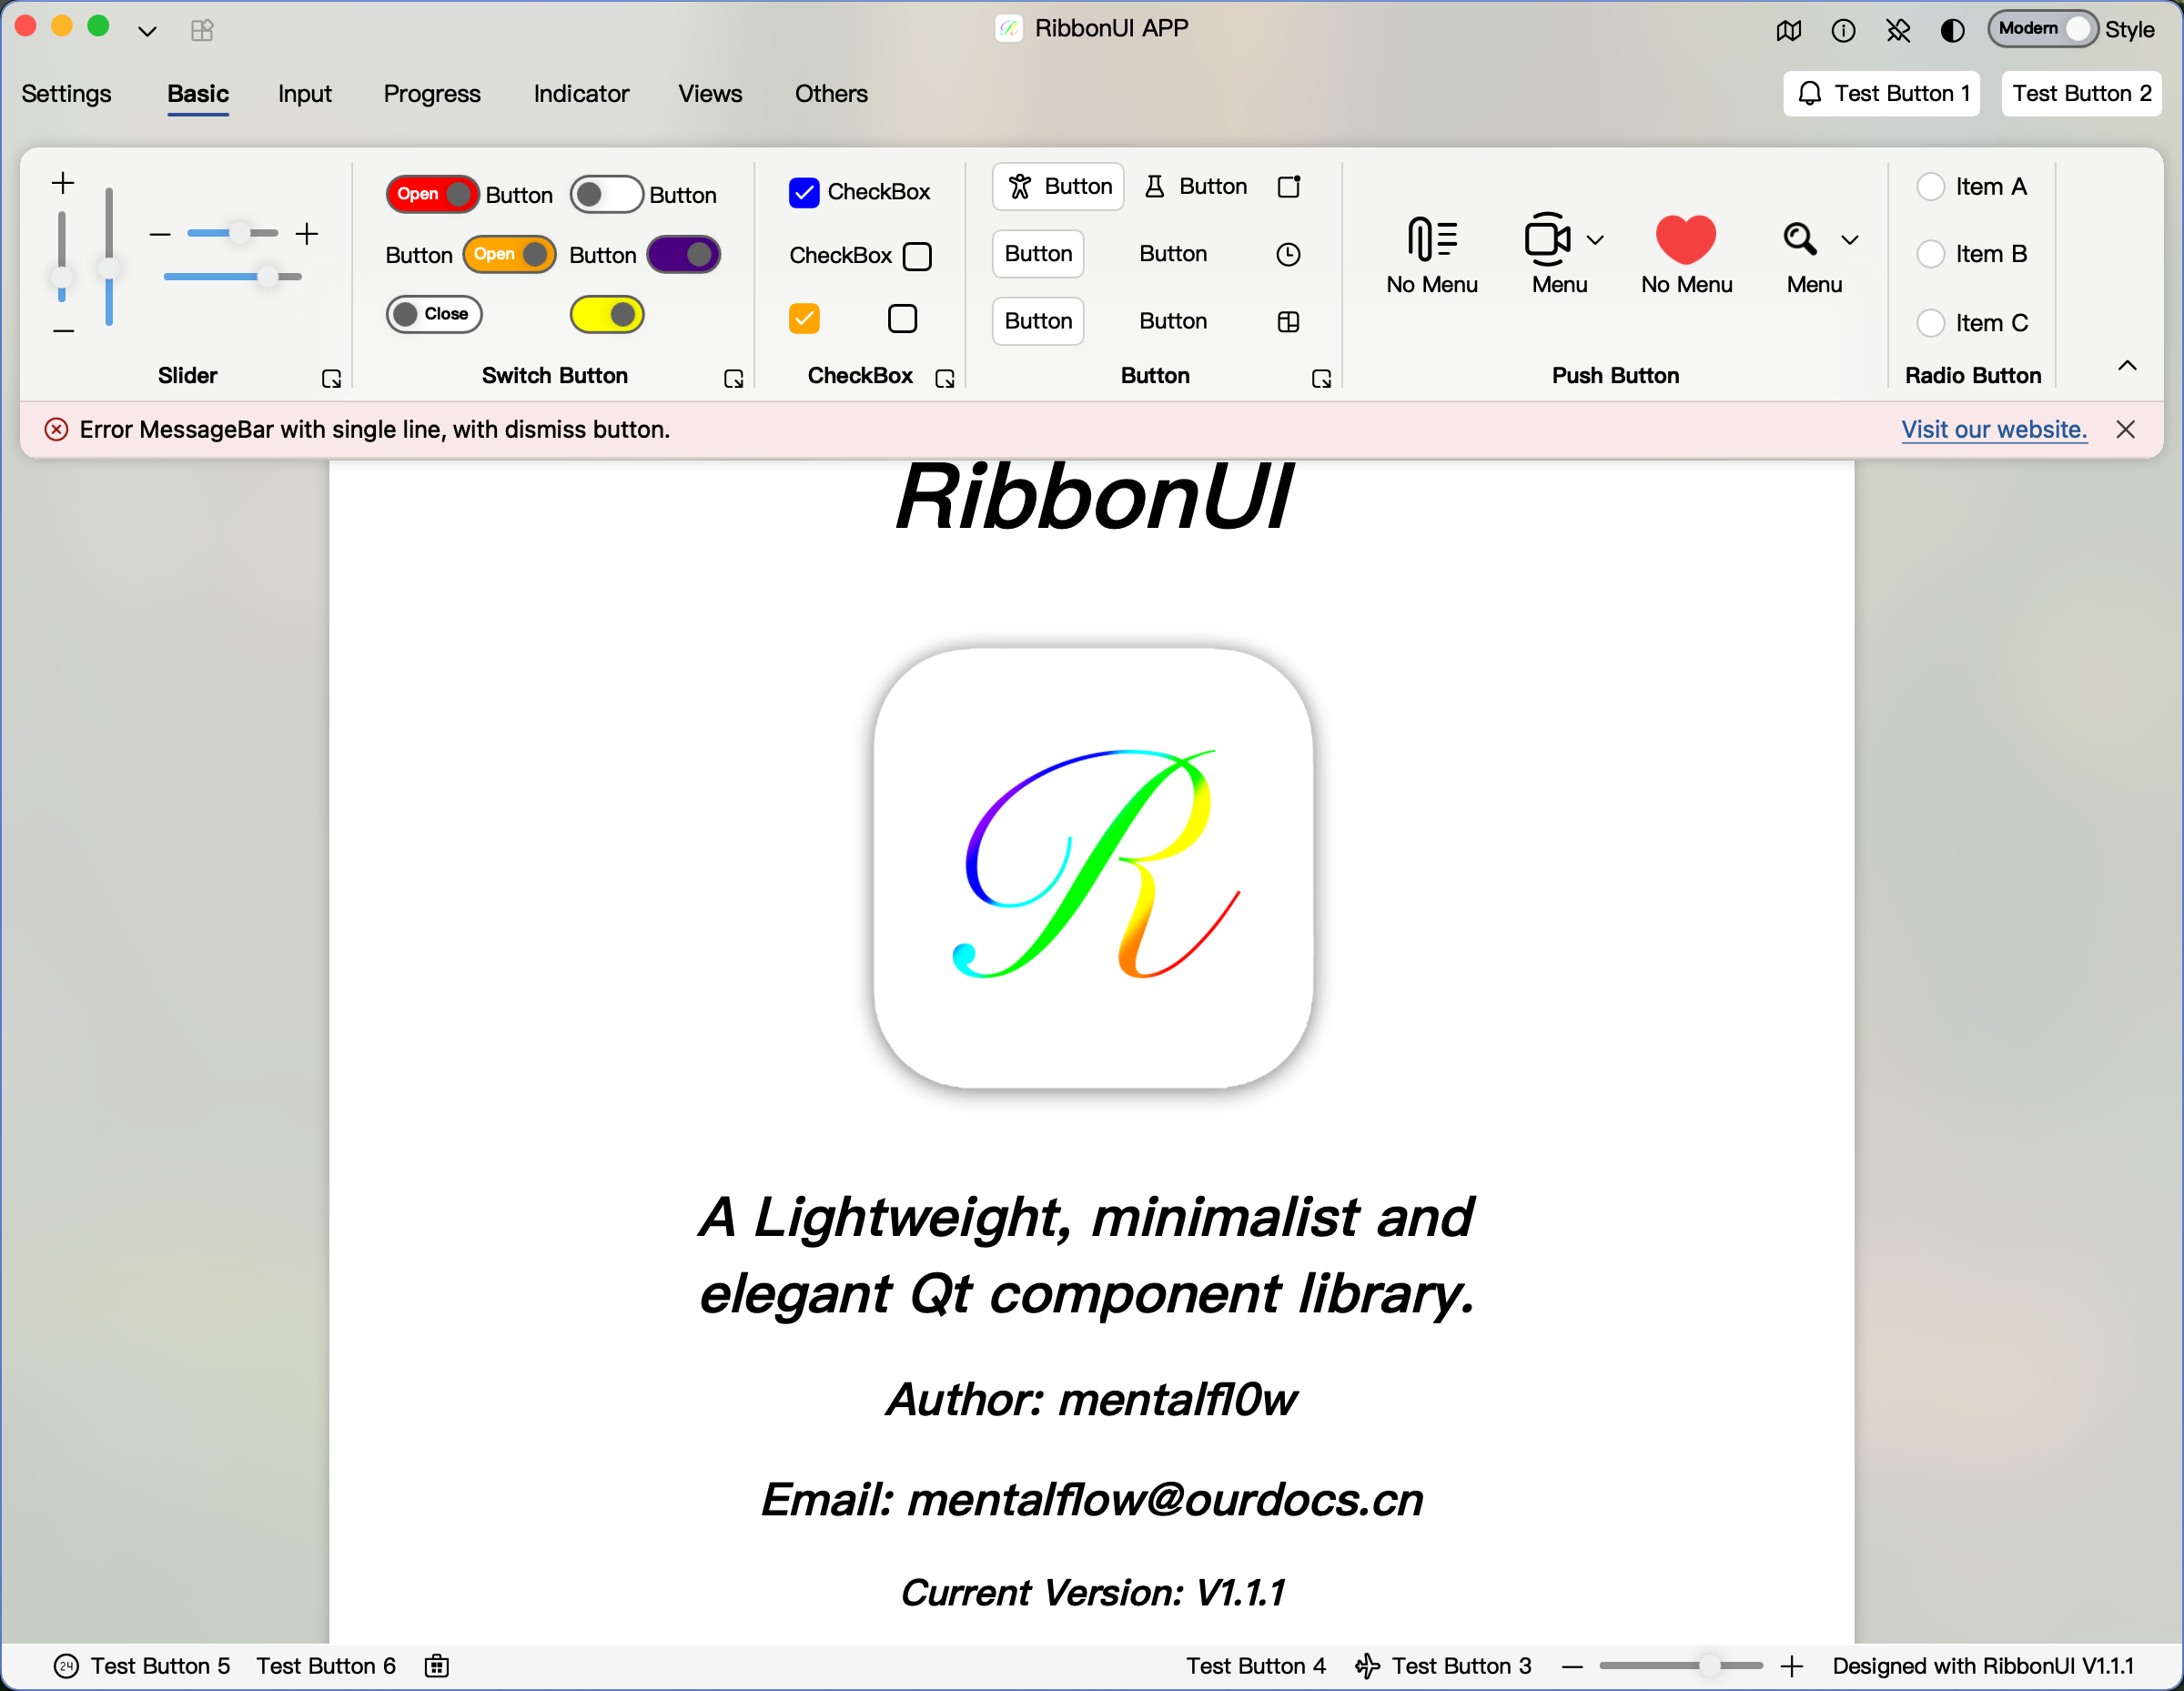 RibbonUI APP
Modern Style
Settings Basic Input Progress Indicator Views Others
Test Button 1 Test Button 2
Open Button Button
Button Open Button
Close
CheckBox
CheckBox
Button Button
Button Button
Button Button
No Menu Menu No Menu Menu
Item A
Item B
Item C
Slider Switch Button CheckBox Button Push Button Radio Button
Error MessageBar with single line, with dismiss button. Visit our website.
RibbonUI
R
A Lightweight, minimalist and
elegant Qt component library.
Author: mentalfl0w
Email: mentalflow@ourdocs.cn
Current Version: V1.1.1
24 Test Button 5 Test Button 6 Test Button 4 Test Button 3 Designed with RibbonUI V1.1.1